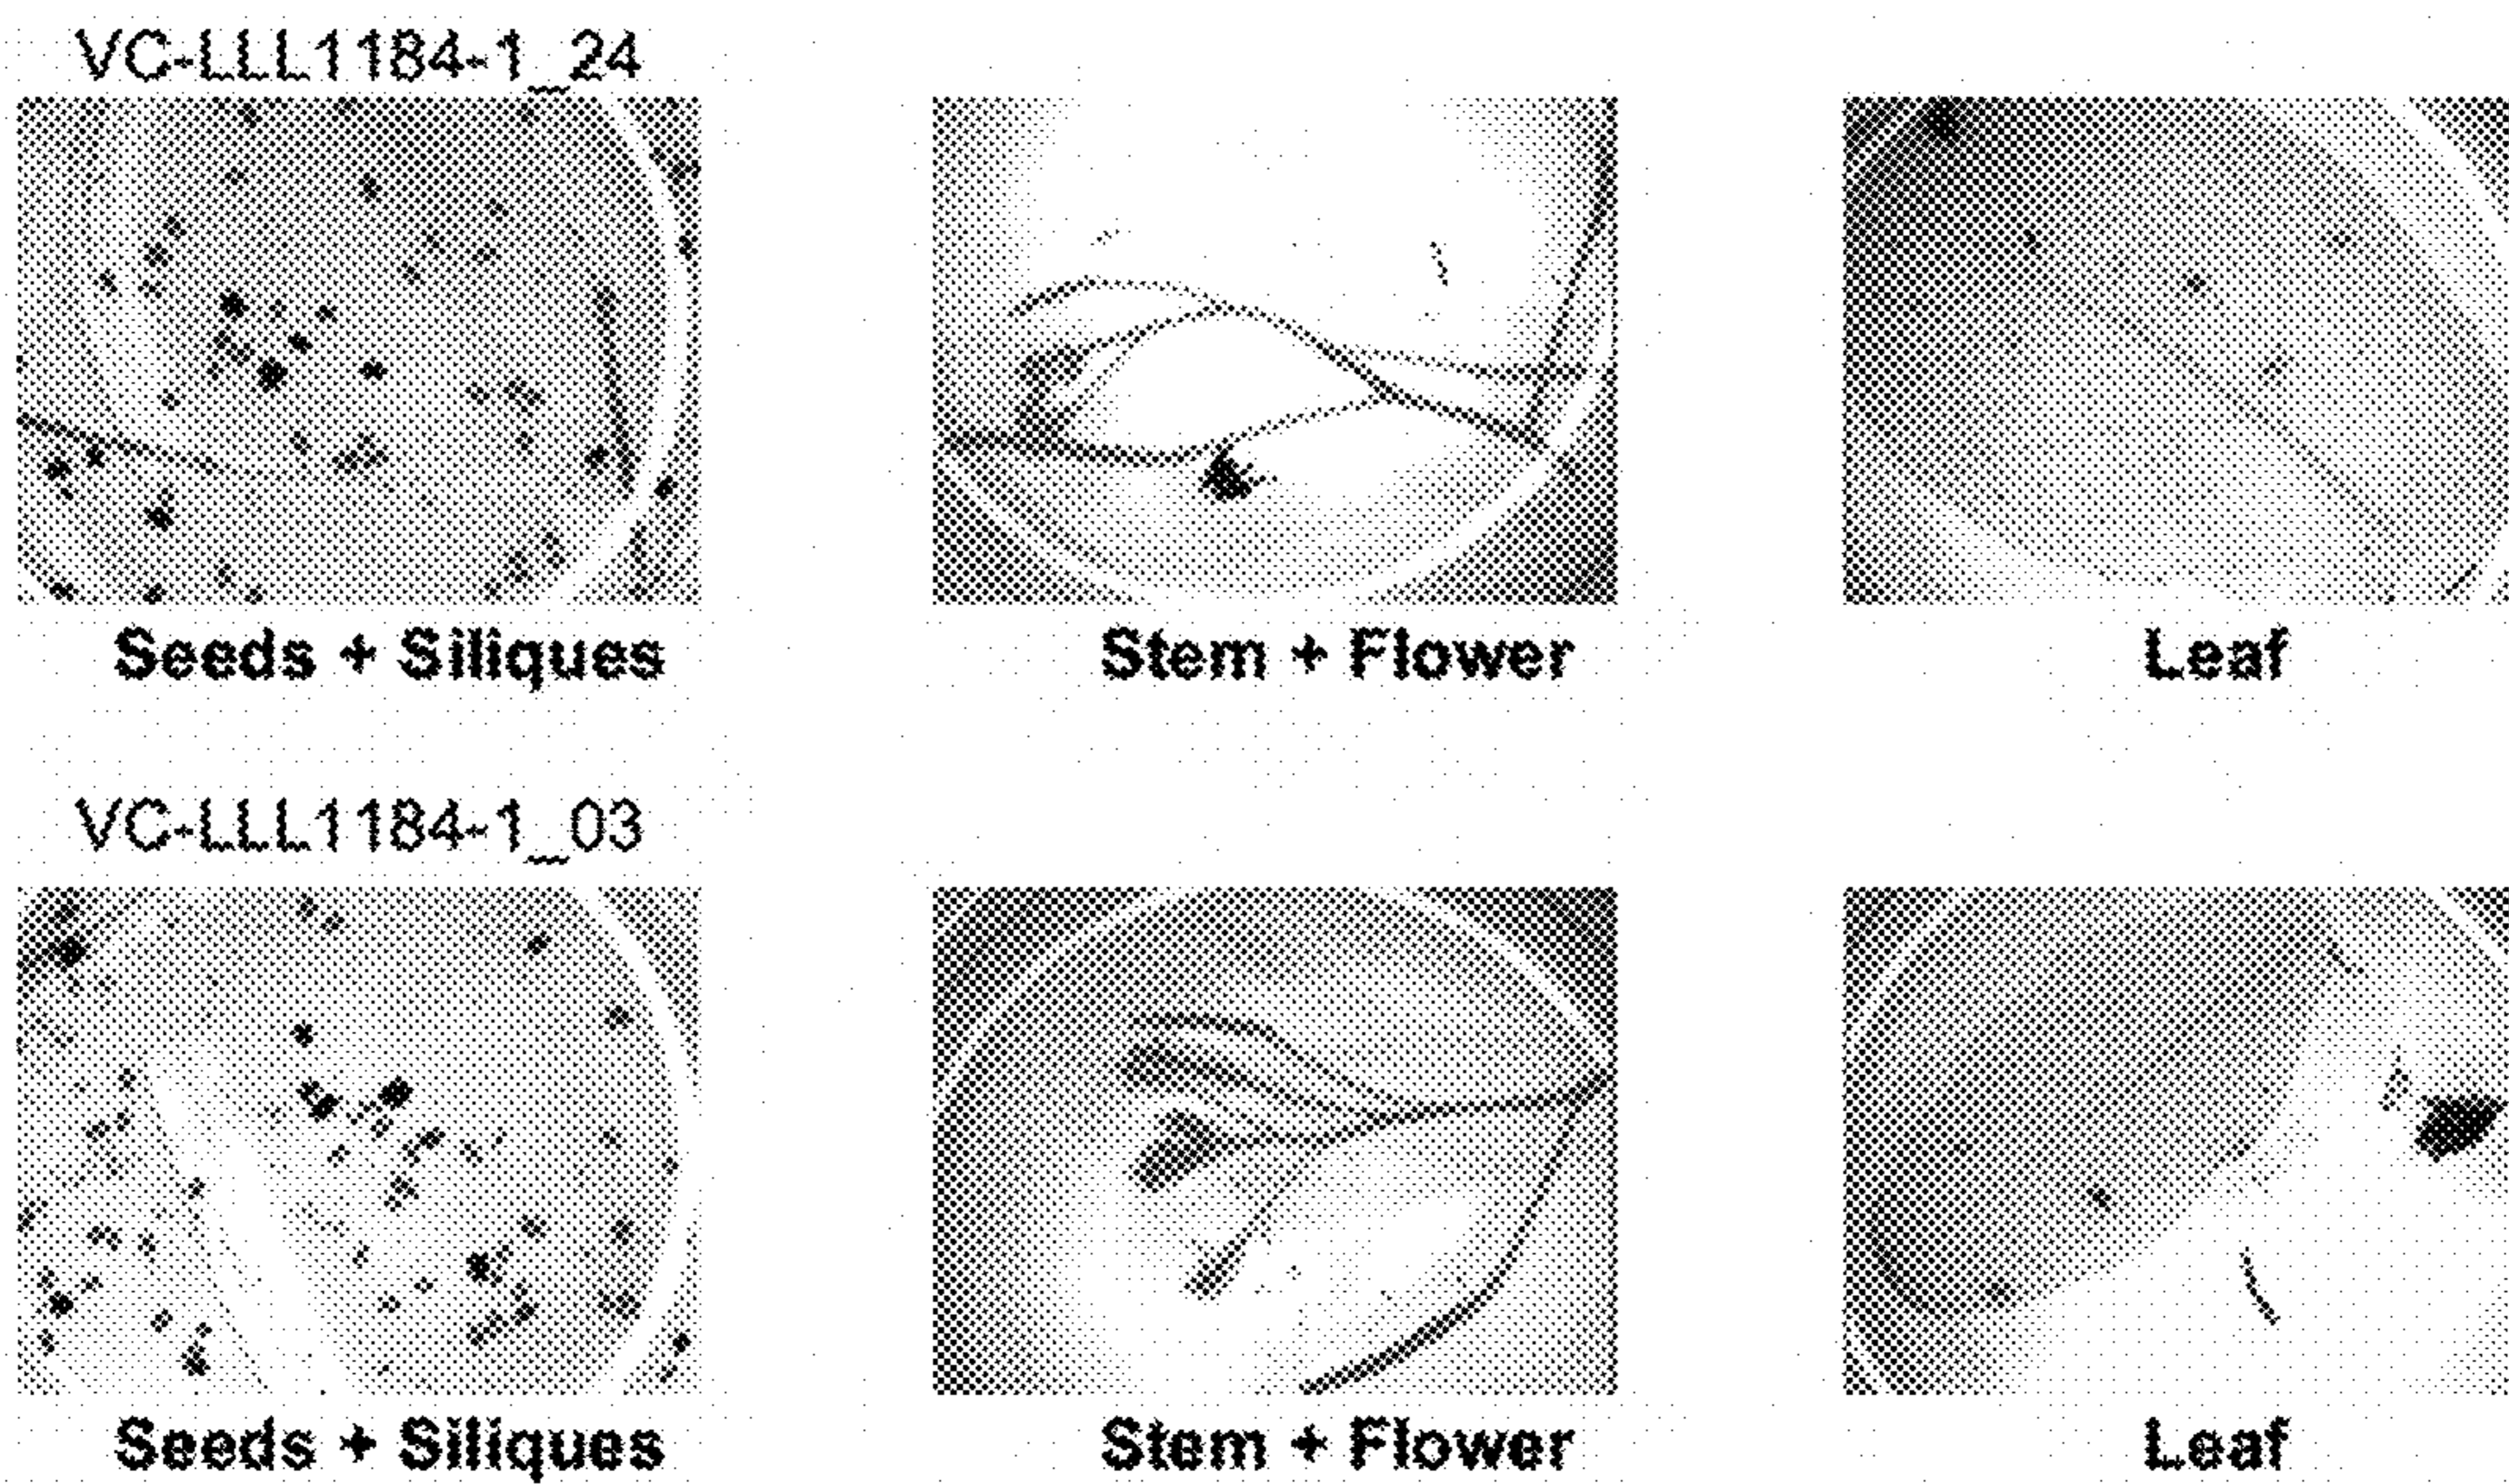 VC-LLL1184-1_24
Seeds + Siliques
Stem + Flower
Leaf
VC-LLL1184-1_03
Seeds + Siliques
Stem + Flower
Leaf